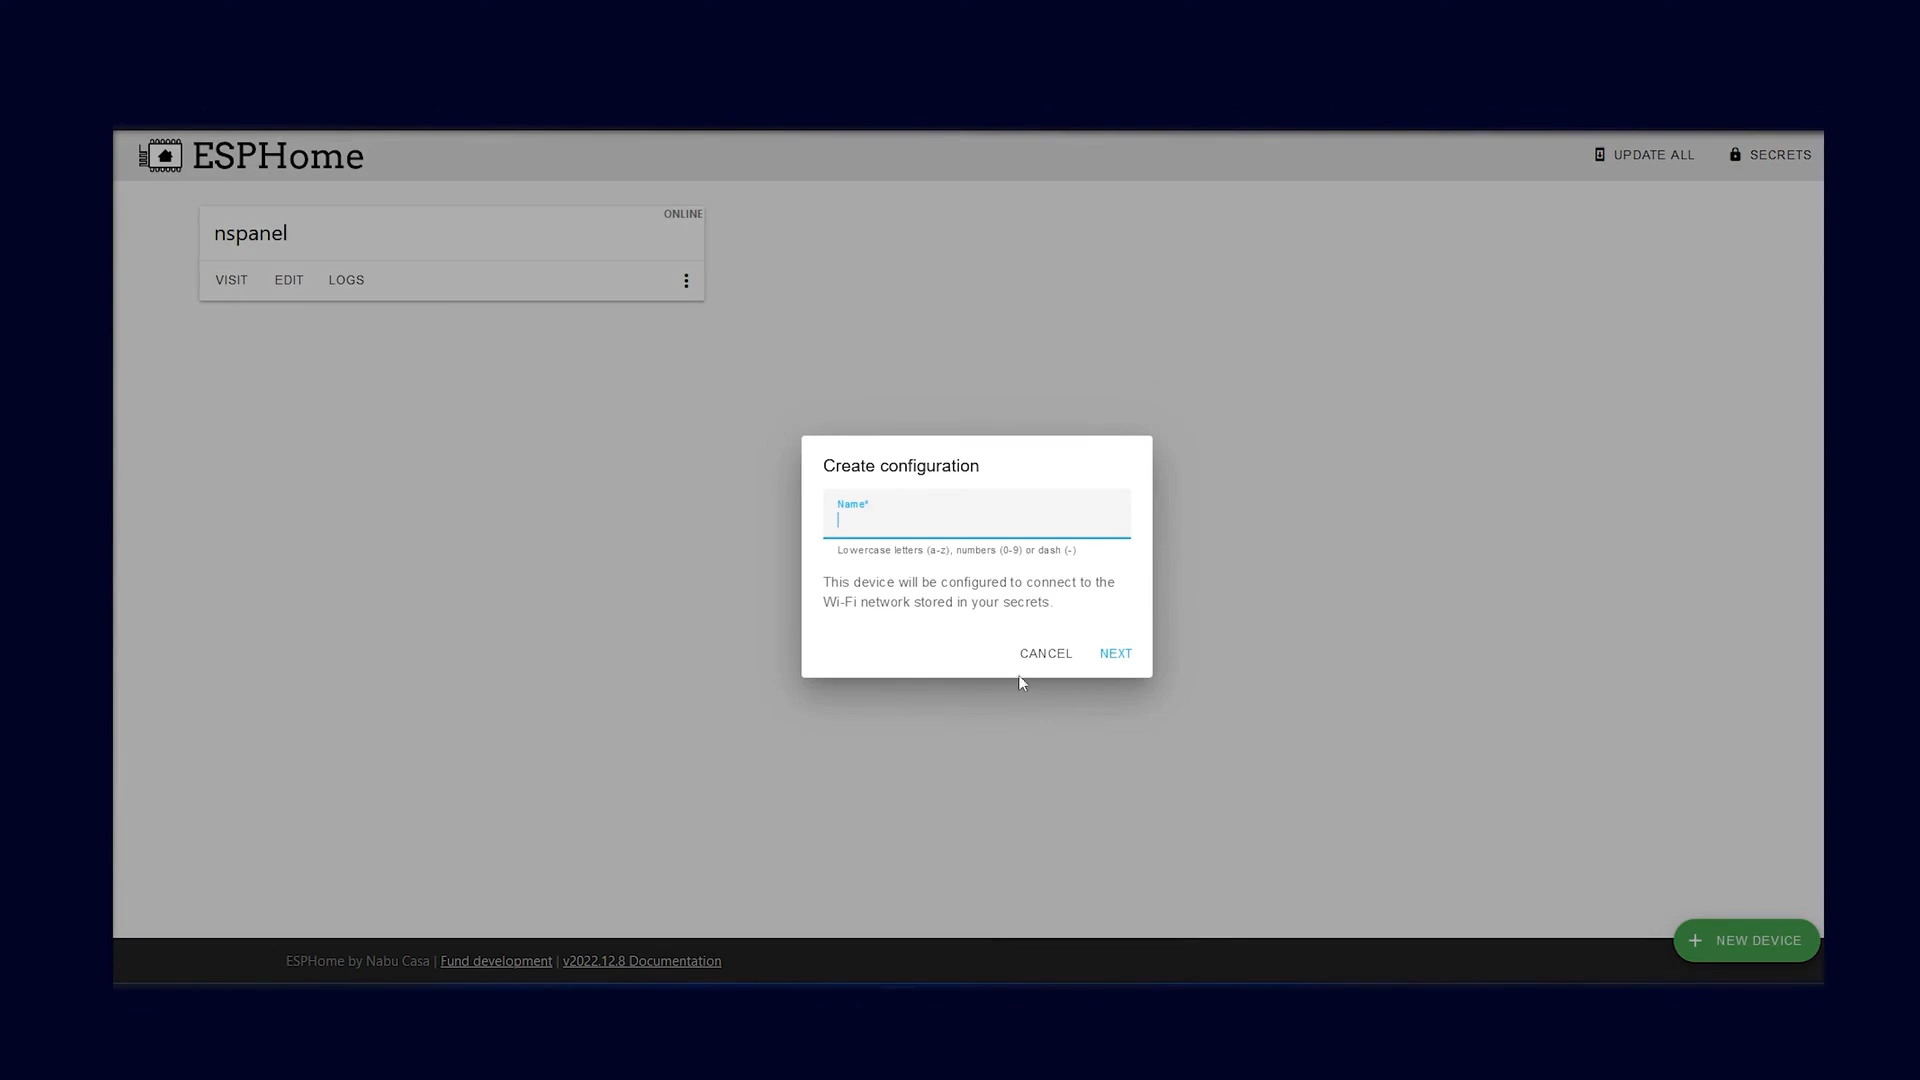 ESPHome
UPDATE ALL
SECRETS
ONLINE
nspanel
VISIT
EDIT
LOGS
Create configuration
Name*
Lowercase letters (a-z), numbers (0-9) or dash (-)
This device will be configured to connect to the
Wi-Fi network stored in your secrets.
CANCEL
NEXT
NEW DEVICE
ESPHome by Nabu Casa | Fund development | v2022.12.8 Documentation